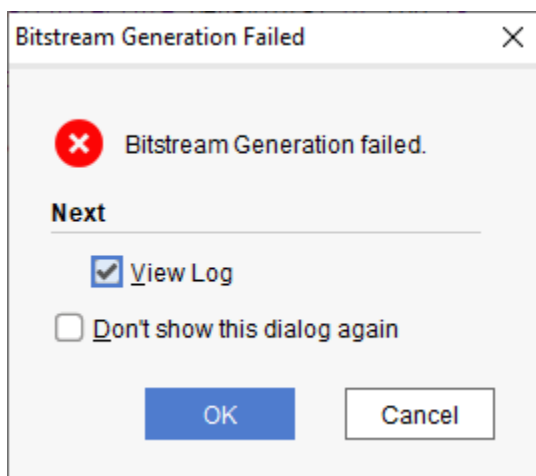 Bitstream Generation Failed
Bitstream Generation failed.
Next
View Log
Don't show this dialog again
OK
Cancel